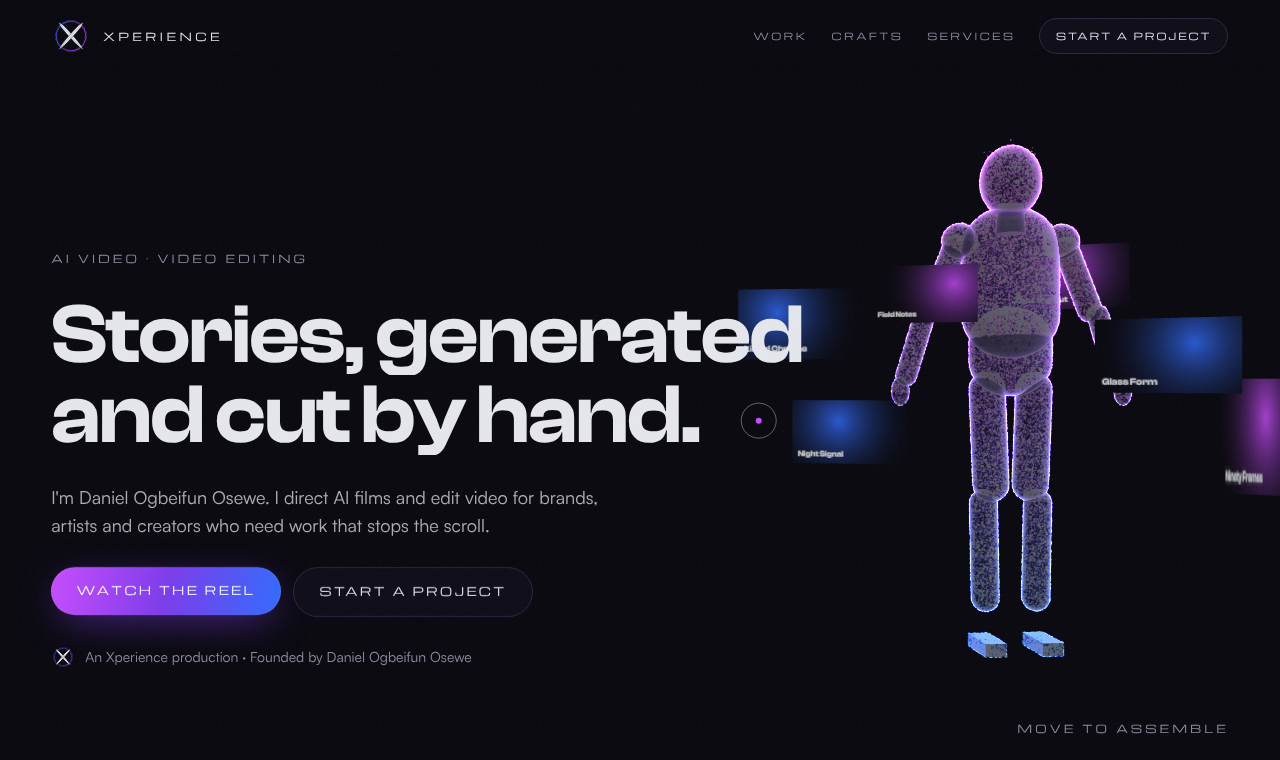 XPERIENCE
WORK
CRAFTS
SERVICES
START A PROJECT
AI VIDEO · VIDEO EDITING
Stories, generated
and cut by hand.
I'm Daniel Ogbeifun Osewe. I direct AI films and edit video for brands,
artists and creators who need work that stops the scroll.
WATCH THE REEL
START A PROJECT
An Xperience production · Founded by Daniel Ogbeifun Osewe
Field Notes
Glass Form
Night Signal
Ninety Frames
MOVE TO ASSEMBLE